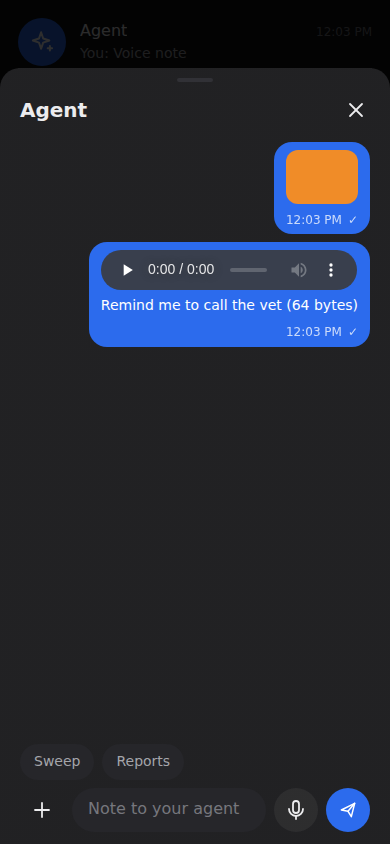 Agent
12:03 PM
You: Voice note
Agent
12:03 PM ✓
0:00 / 0:00
Remind me to call the vet (64 bytes)
12:03 PM ✓
Sweep
Reports
Note to your agent